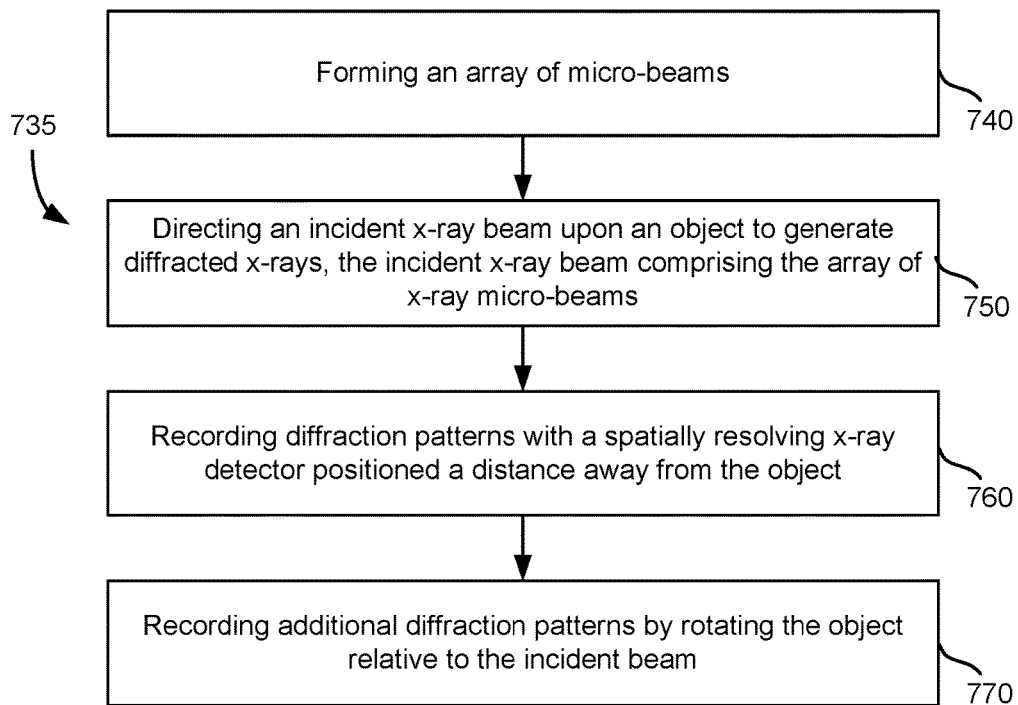 Forming an array of micro-beams
740
735
Directing an incident x-ray beam upon an object to generate
diffracted x-rays, the incident x-ray beam comprising the array of
x-ray micro-beams
750
Recording diffraction patterns with a spatially resolving x-ray
detector positioned a distance away from the object
760
Recording additional diffraction patterns by rotating the object
relative to the incident beam
770